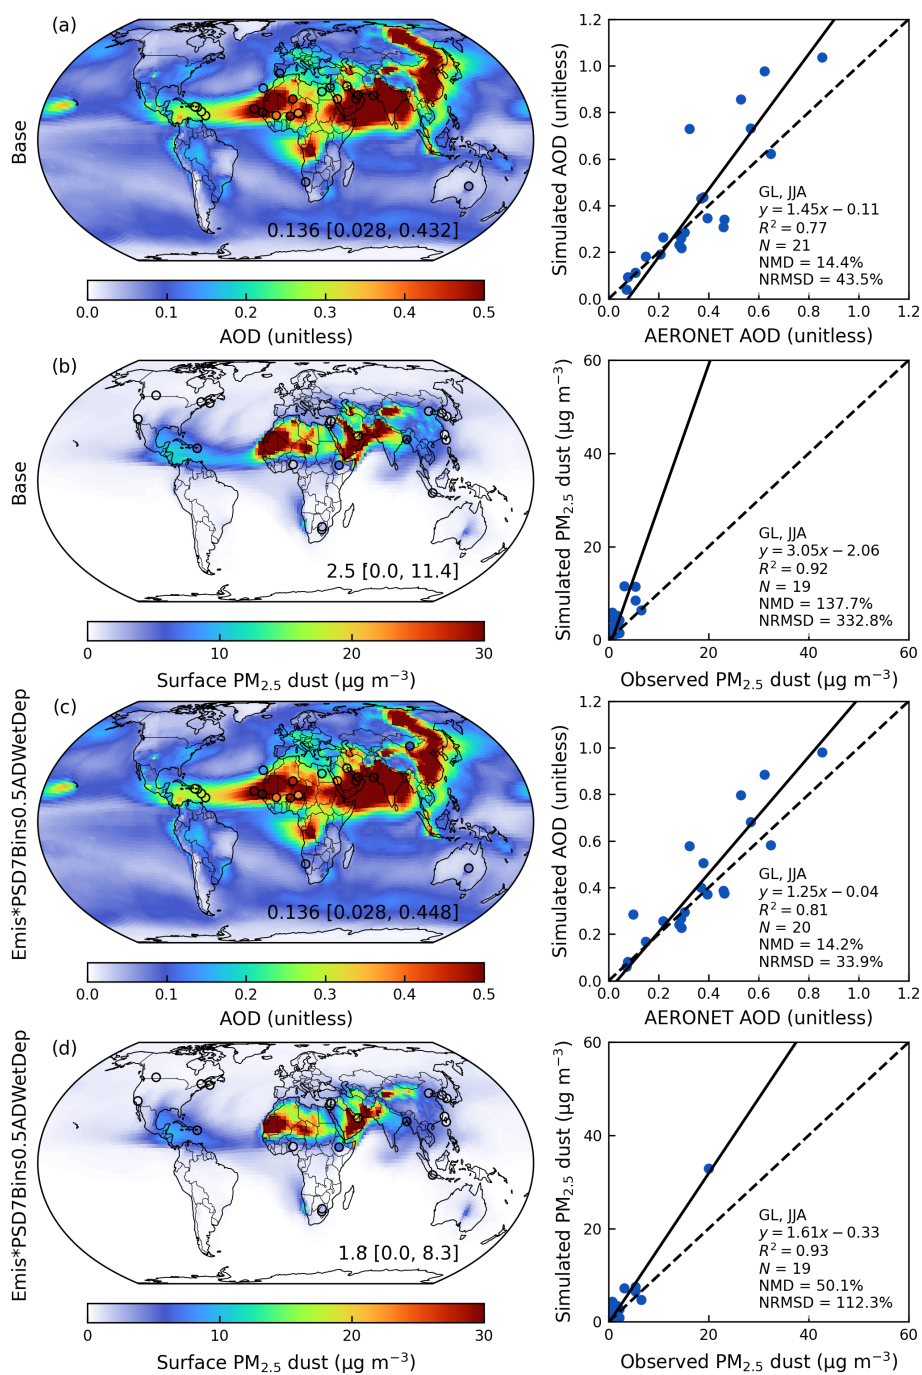 (a)
Base
0.136 [0.028, 0.432]
0.0 0.1 0.2 0.3 0.4 0.5
AOD (unitless)
1.2
1.0
0.8
0.6
0.4
0.2
0.0
Simulated AOD (unitless)
GL, JJA
y = 1.45x − 0.11
R² = 0.77
N = 21
NMD = 14.4%
NRMSD = 43.5%
0.0 0.2 0.4 0.6 0.8 1.0 1.2
AERONET AOD (unitless)
(b)
Base
2.5 [0.0, 11.4]
0 10 20 30
Surface PM₂.₅ dust (μg m⁻³)
60
40
20
0
Simulated PM₂.₅ dust (μg m⁻³)
GL, JJA
y = 3.05x − 2.06
R² = 0.92
N = 19
NMD = 137.7%
NRMSD = 332.8%
0 20 40 60
Observed PM₂.₅ dust (μg m⁻³)
(c)
Emis*PSD7Bins0.5ADWetDep
0.136 [0.028, 0.448]
0.0 0.1 0.2 0.3 0.4 0.5
AOD (unitless)
1.2
1.0
0.8
0.6
0.4
0.2
0.0
Simulated AOD (unitless)
GL, JJA
y = 1.25x − 0.04
R² = 0.81
N = 20
NMD = 14.2%
NRMSD = 33.9%
0.0 0.2 0.4 0.6 0.8 1.0 1.2
AERONET AOD (unitless)
(d)
Emis*PSD7Bins0.5ADWetDep
1.8 [0.0, 8.3]
0 10 20 30
Surface PM₂.₅ dust (μg m⁻³)
60
40
20
0
Simulated PM₂.₅ dust (μg m⁻³)
GL, JJA
y = 1.61x − 0.33
R² = 0.93
N = 19
NMD = 50.1%
NRMSD = 112.3%
0 20 40 60
Observed PM₂.₅ dust (μg m⁻³)